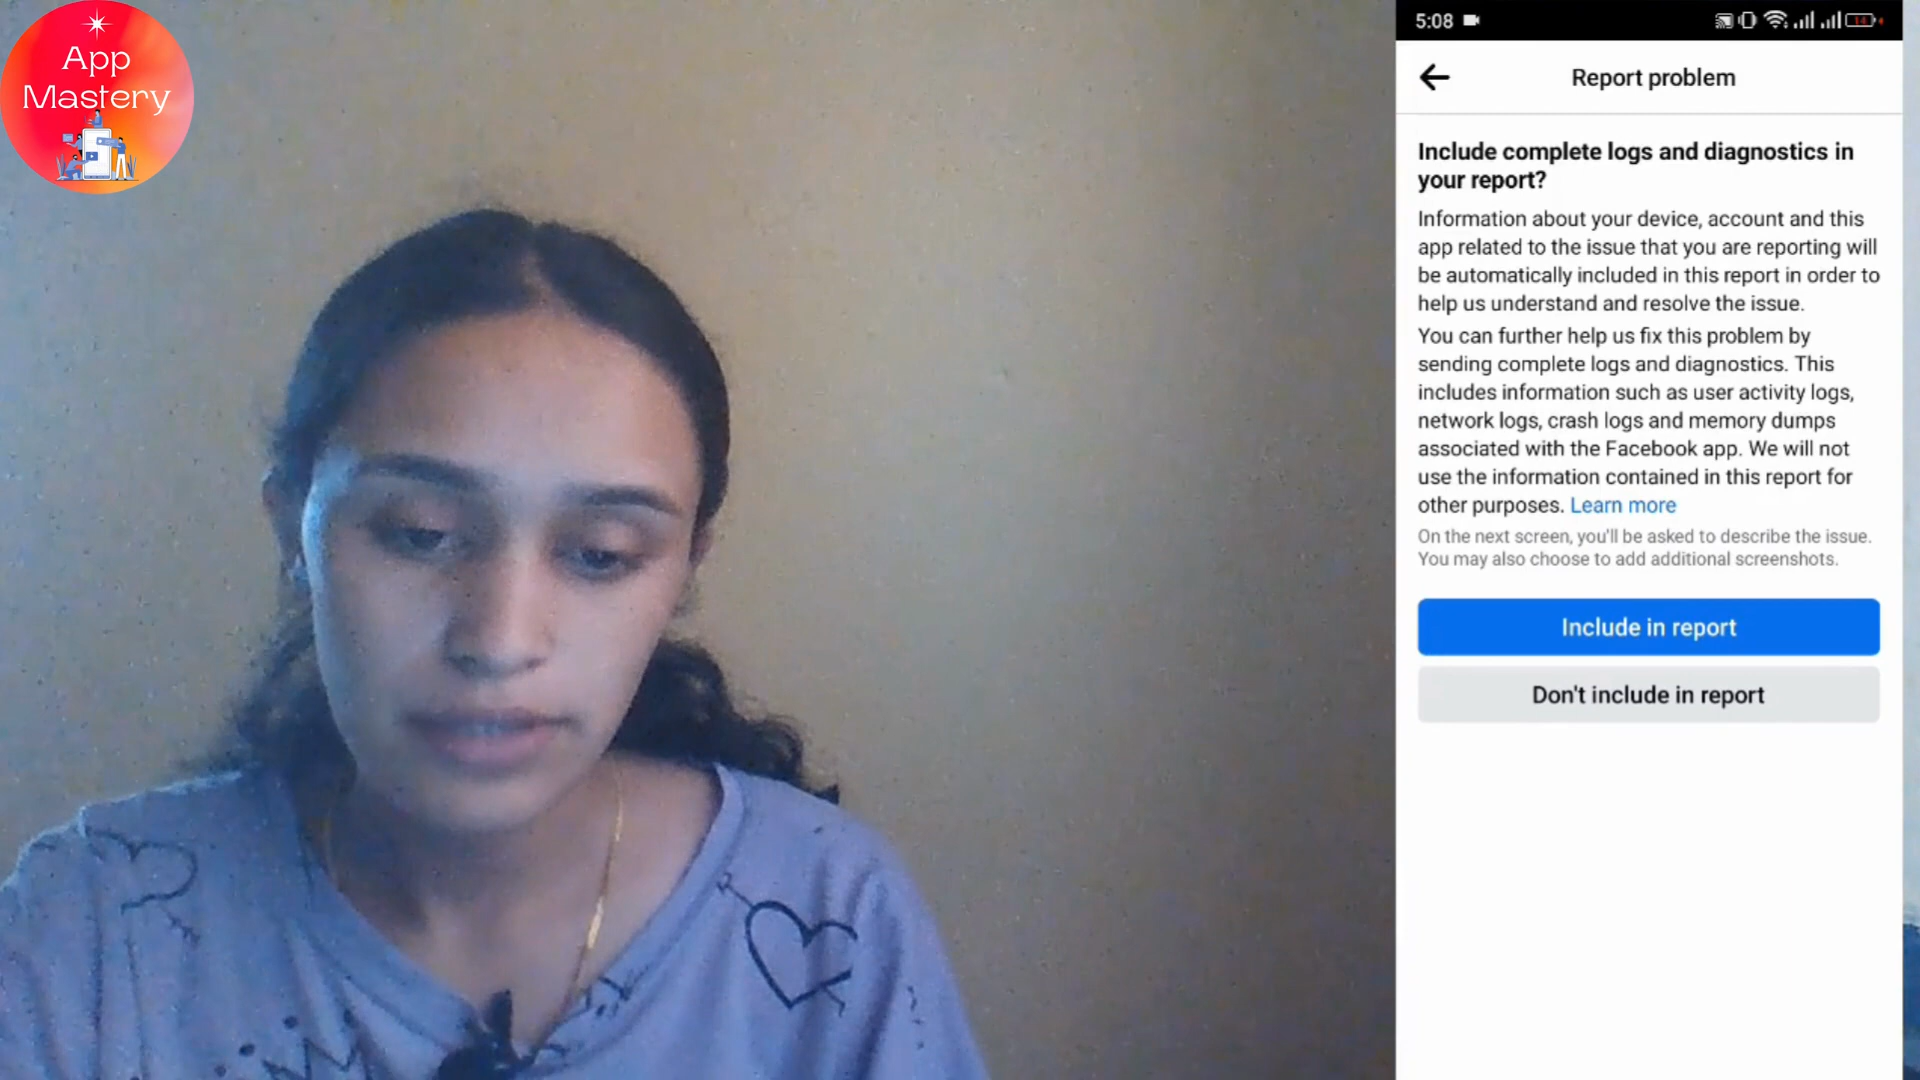 App
Mastery
5:08
Report problem
Include complete logs and diagnostics in
your report?
Information about your device, account and this
app related to the issue that you are reporting will
be automatically included in this report in order to
help us understand and resolve the issue.
You can further help us fix this problem by
sending complete logs and diagnostics. This
includes information such as user activity logs,
network logs, crash logs and memory dumps
associated with the Facebook app. We will not
use the information contained in this report for
other purposes. Learn more
On the next screen, you'll be asked to describe the issue.
You may also choose to add additional screenshots.
Include in report
Don't include in report